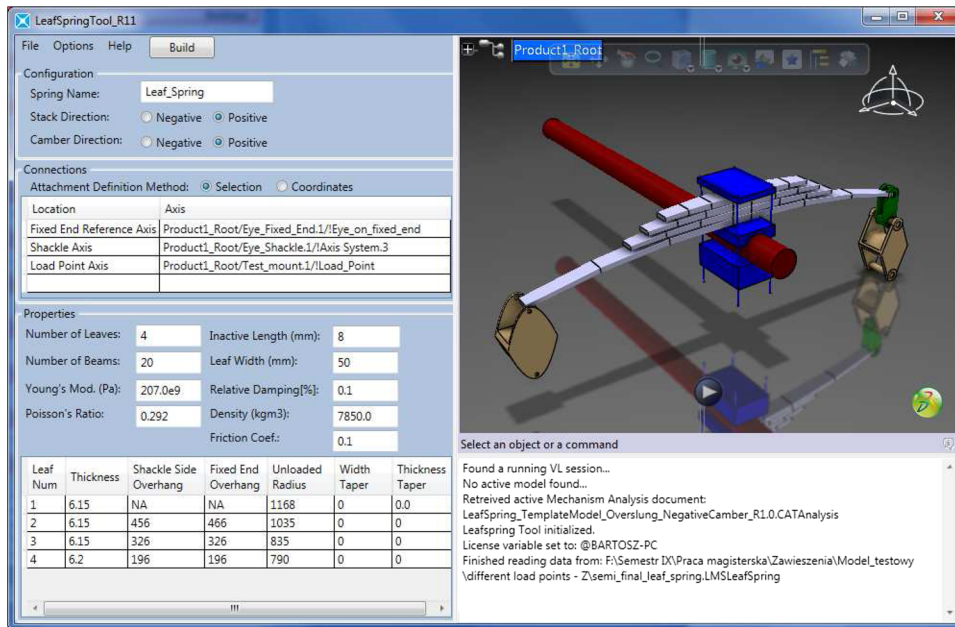 LeafSpringTool_R11
File Options Help Build
Configuration
Spring Name: Leaf_Spring
Stack Direction: Negative Positive
Camber Direction: Negative Positive
Connections
Attachment Definition Method: Selection Coordinates
Location Axis
Fixed End Reference Axis Product1_Root/Eye_Fixed_End.1/!Eye_on_fixed_end
Shackle Axis Product1_Root/Eye_Shackle.1/!Axis System.3
Load Point Axis Product1_Root/Test_mount.1/!Load_Point
Properties
Number of Leaves: 4 Inactive Length (mm): 8
Number of Beams: 20 Leaf Width (mm): 50
Young's Mod. (Pa): 207.0e9 Relative Damping[%]: 0.1
Poisson's Ratio: 0.292 Density (kgm3): 7850.0
Friction Coef.: 0.1
Leaf Num Thickness Shackle Side Overhang Fixed End Overhang Unloaded Radius Width Taper Thickness Taper
1 6.15 NA NA 1168 0 0.0
2 6.15 456 466 1035 0 0
3 6.15 326 326 835 0 0
4 6.2 196 196 790 0 0
Product1_Root
Select an object or a command
Found a running VL session...
No active model found...
Retreived active Mechanism Analysis document:
LeafSpring_TemplateModel_Overslung_NegativeCamber_R1.0.CATAnalysis
Leafspring Tool initialized.
License variable set to: @BARTOSZ-PC
Finished reading data from: F:\Semestr IX\Praca magisterska\Zawieszenia\Model_testowy
\different load points - Z\semi_final_leaf_spring.LMSLeafSpring